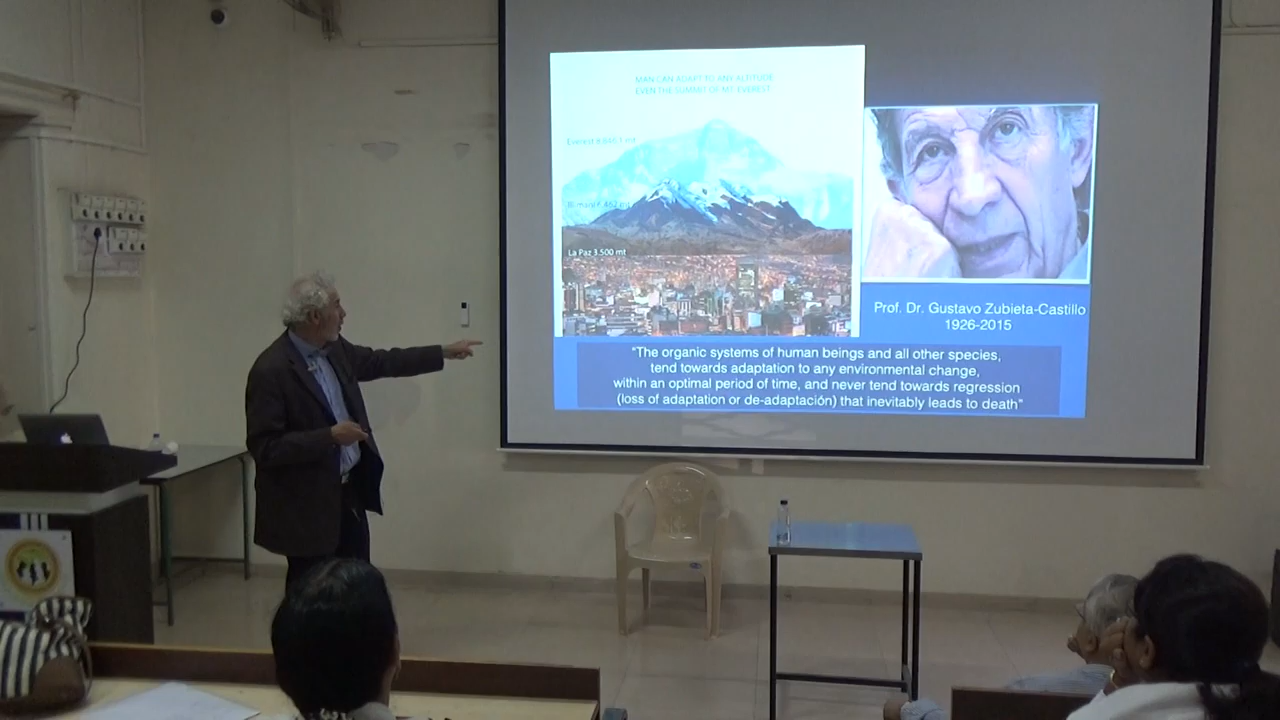 MAN CAN ADAPT TO ANY ALTITUDE
EVEN THE SUMMIT OF MT. EVEREST
Everest
La Paz 3.500 mt
Prof. Dr. Gustavo Zubieta-Castillo
1926-2015
"The organic systems of human beings and all other species,
tend towards adaptation to any environmental change,
within an optimal period of time, and never tend towards regression
(loss of adaptation or de-adaptación) that inevitably leads to death"